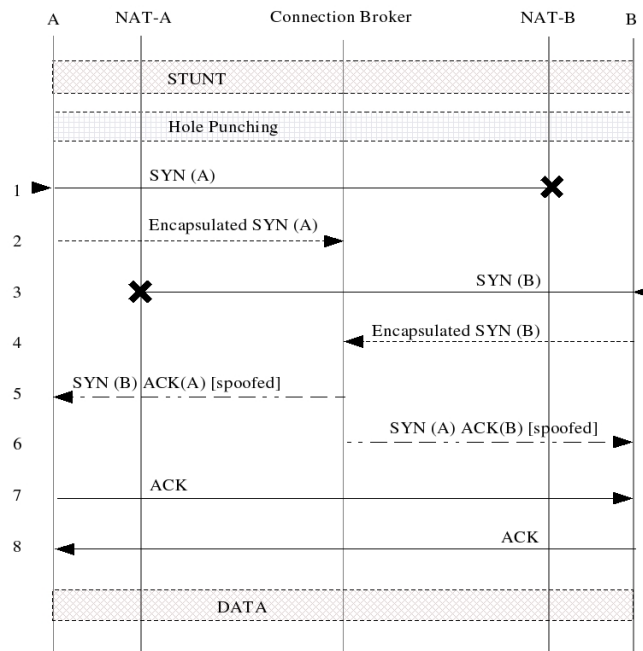 A NAT-A Connection Broker NAT-B B
STUNT
Hole Punching
1 SYN (A)
2 Encapsulated SYN (A)
3 SYN (B)
4 Encapsulated SYN (B)
5 SYN (B) ACK(A) [spoofed]
6 SYN (A) ACK(B) [spoofed]
7 ACK
8 ACK
DATA